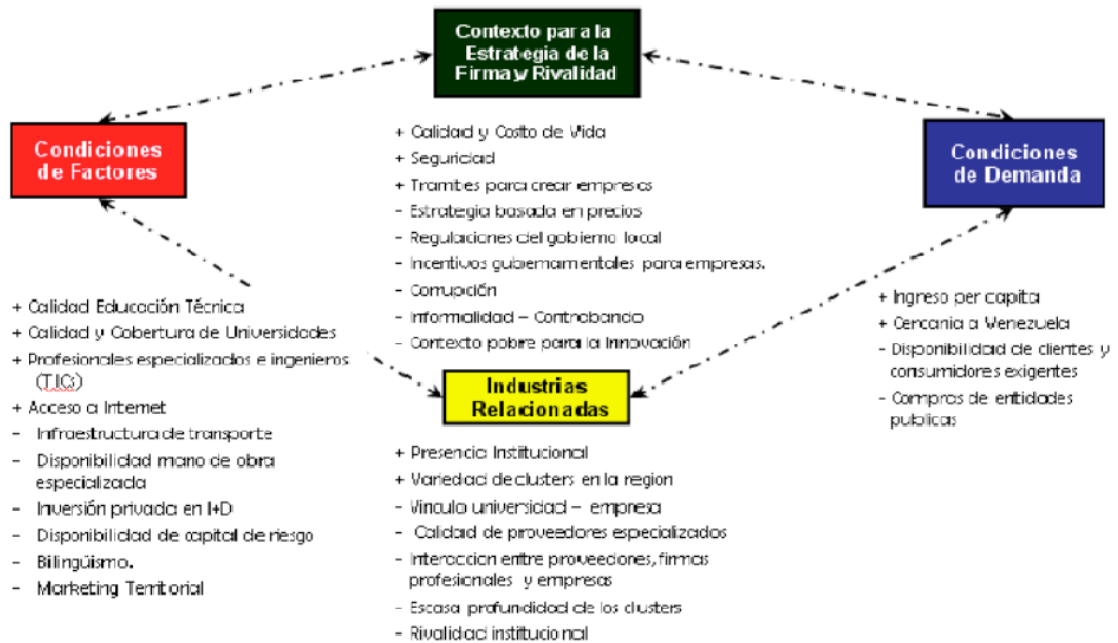 Contexto para la
Estrategia de la
Firma y Rivalidad
Condiciones
de Factores
Condiciones
de Demanda
+ Calidad y Costo de Vida
+ Seguridad
+ Tramites para crear empresas
- Estrategia basada en precios
- Regulaciones del gobierno local
- Incentivos gubernamentales para empresas.
- Corrupción
- Informalidad – Contrabando
- Contexto pobre para la Innovación
+ Calidad Educación Técnica
+ Calidad y Cobertura de Universidades
+ Profesionales especializados e ingenieros
(TICs)
+ Acceso a Internet
- Infraestructura de transporte
- Disponibilidad mano de obra
especializada
- Inversión privada en I+D
- Disponibilidad de capital de riesgo
- Bilingüismo.
- Marketing Territorial
+ Ingreso per capita
+ Cercania a Venezuela
- Disponibilidad de clientes y
consumidores exigentes
- Compras de entidades
publicas
Industrias
Relacionadas
+ Presencia Institucional
+ Variedad de clusters en la region
- Vinculo universidad – empresa
- Calidad de proveedores especializados
- Interaccion entre proveedores, firmas
profesionales y empresas
- Escasa profundidad de los clusters
- Rivalidad institucional